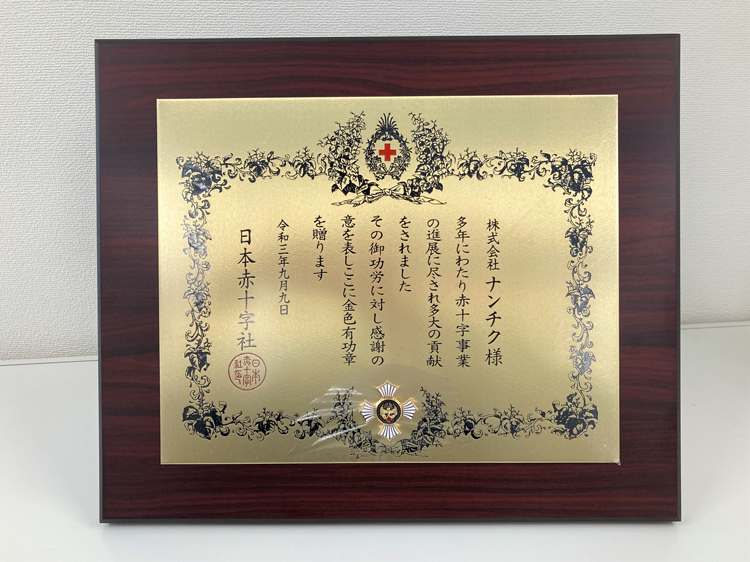 株式会社 ナンチク 様
多年にわたり赤十字事業
の進展に尽され多大の貢献
をされました
その御功労に対し感謝の
意を表しここに金色有功章
を贈ります
令和三年九月九日
日本赤十字社